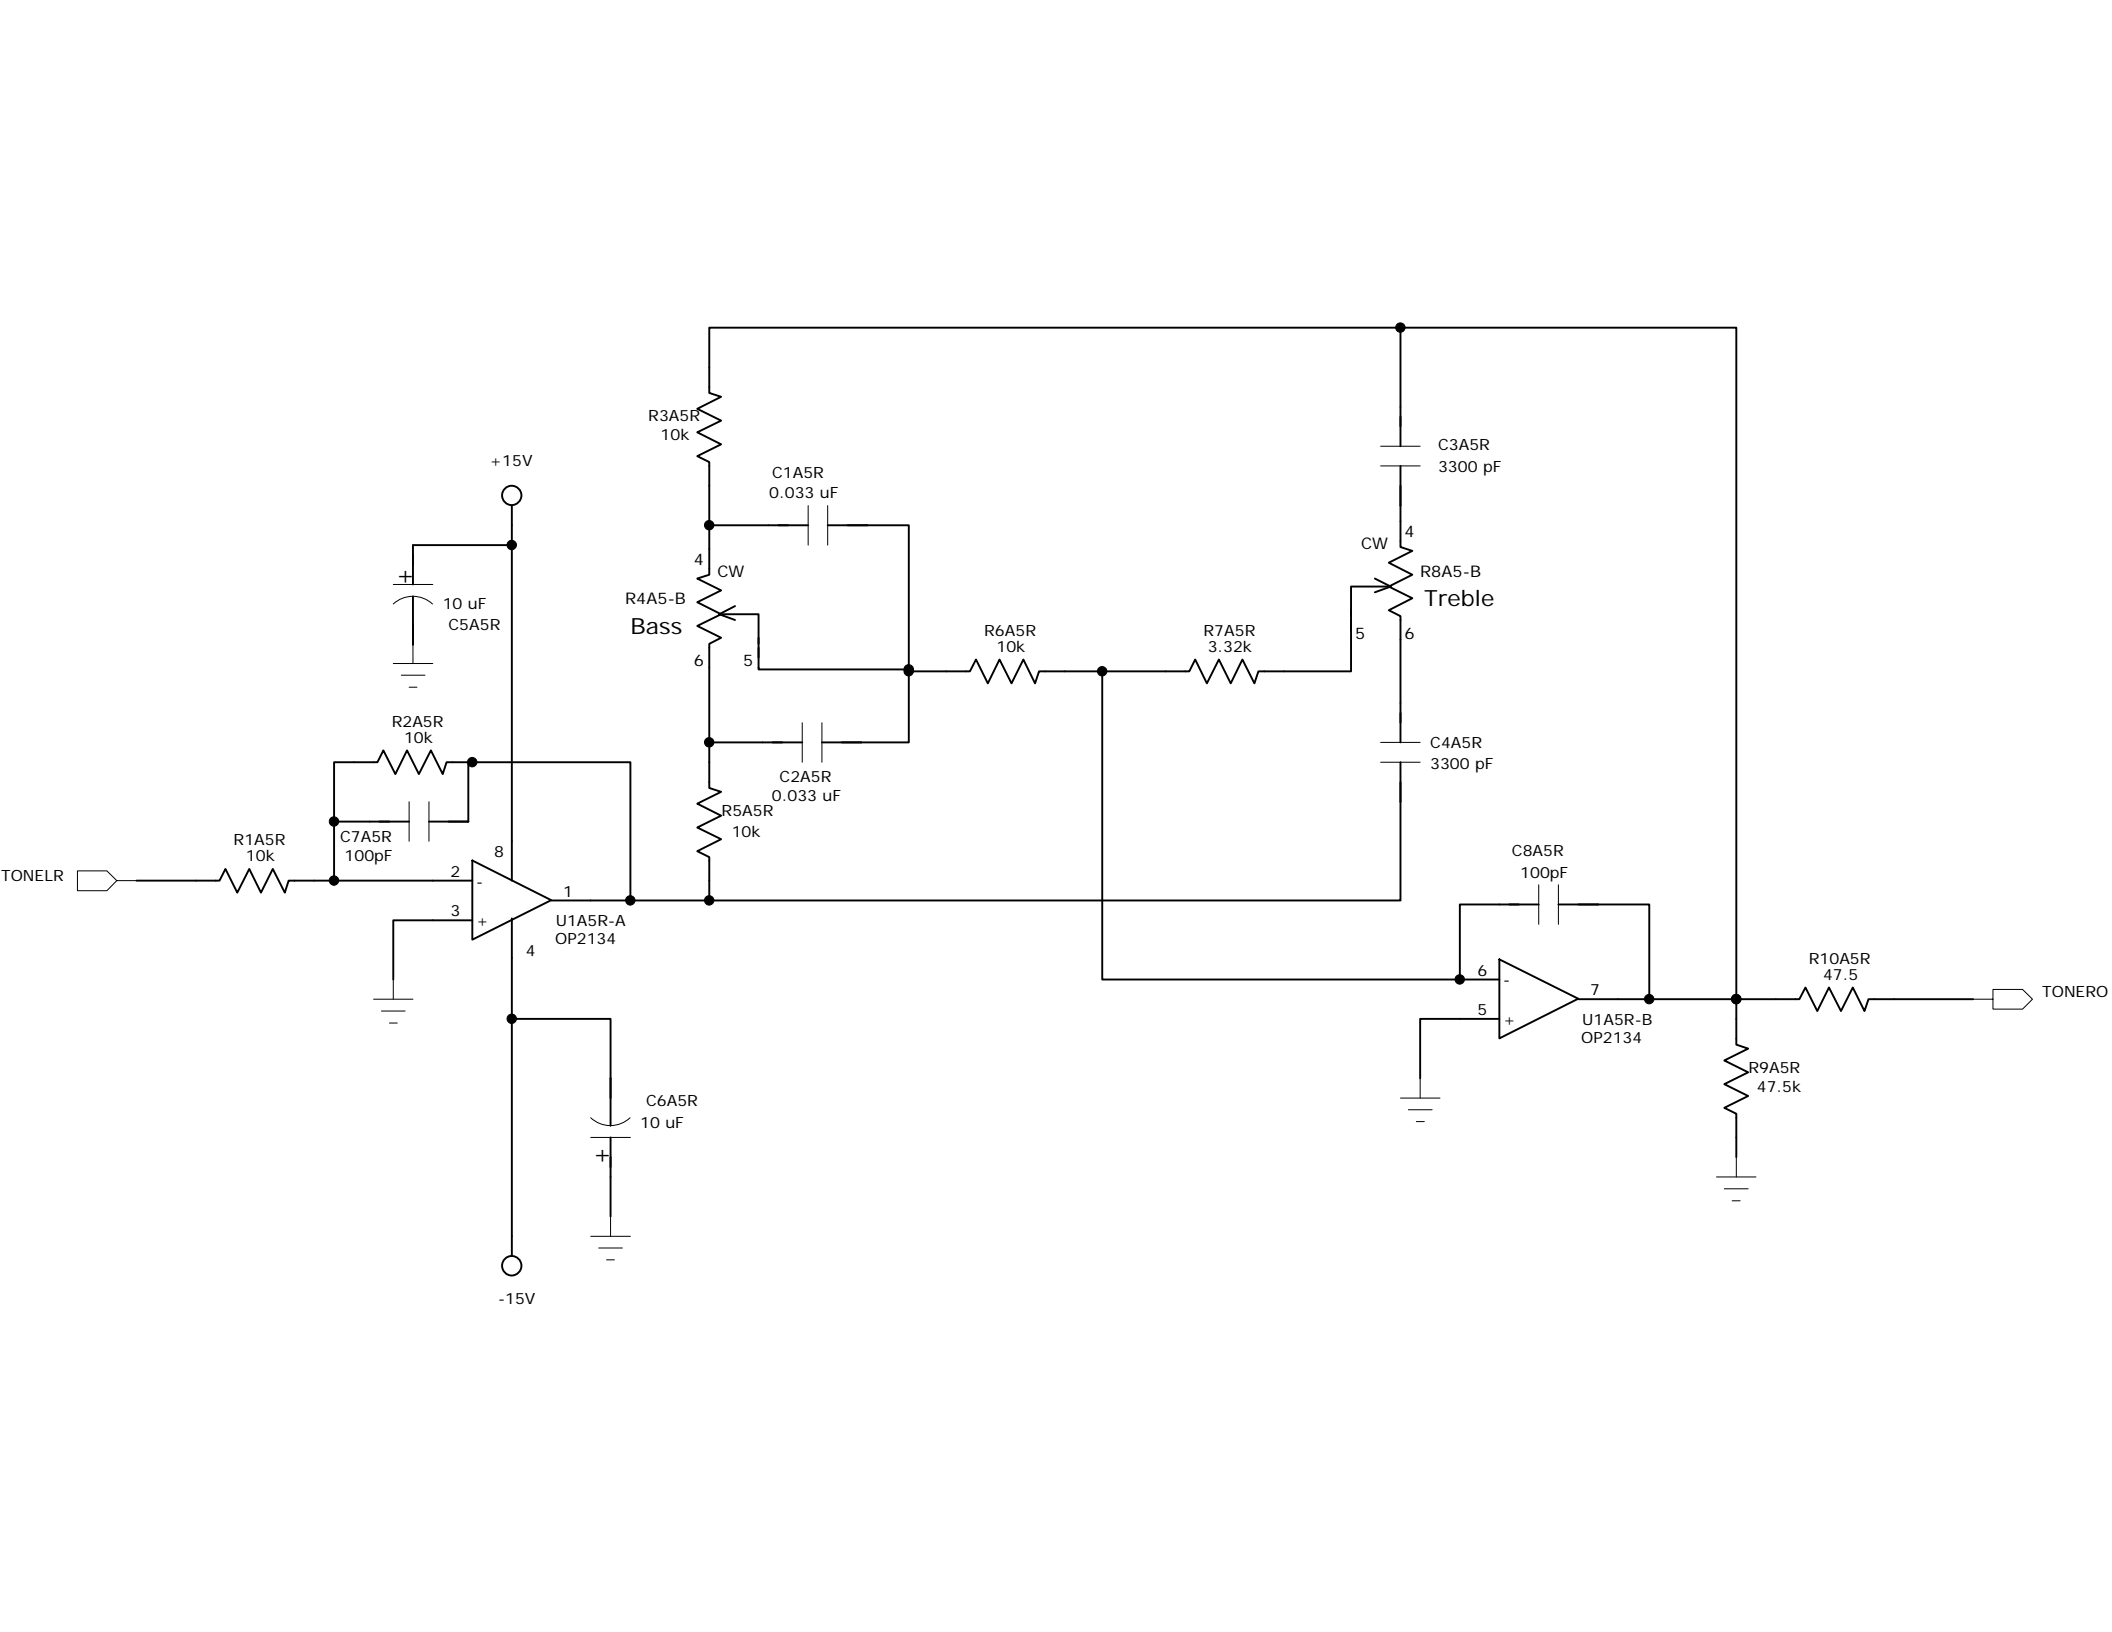 R3A5R
10k
+15V
C1A5R
0.033 uF
C3A5R
3300 pF
4
CW
R8A5-B
Treble
5
6
4
CW
R4A5-B
Bass
6
5
+
10 uF
C5A5R
R6A5R
10k
R7A5R
3.32k
R2A5R
10k
C2A5R
0.033 uF
C4A5R
3300 pF
R5A5R
10k
R1A5R
10k
C7A5R
100pF
TONELR
8
2
-
3
+
1
U1A5R-A
OP2134
4
C8A5R
100pF
6
-
5
+
7
U1A5R-B
OP2134
R10A5R
47.5
TONERO
R9A5R
47.5k
C6A5R
10 uF
+
-15V